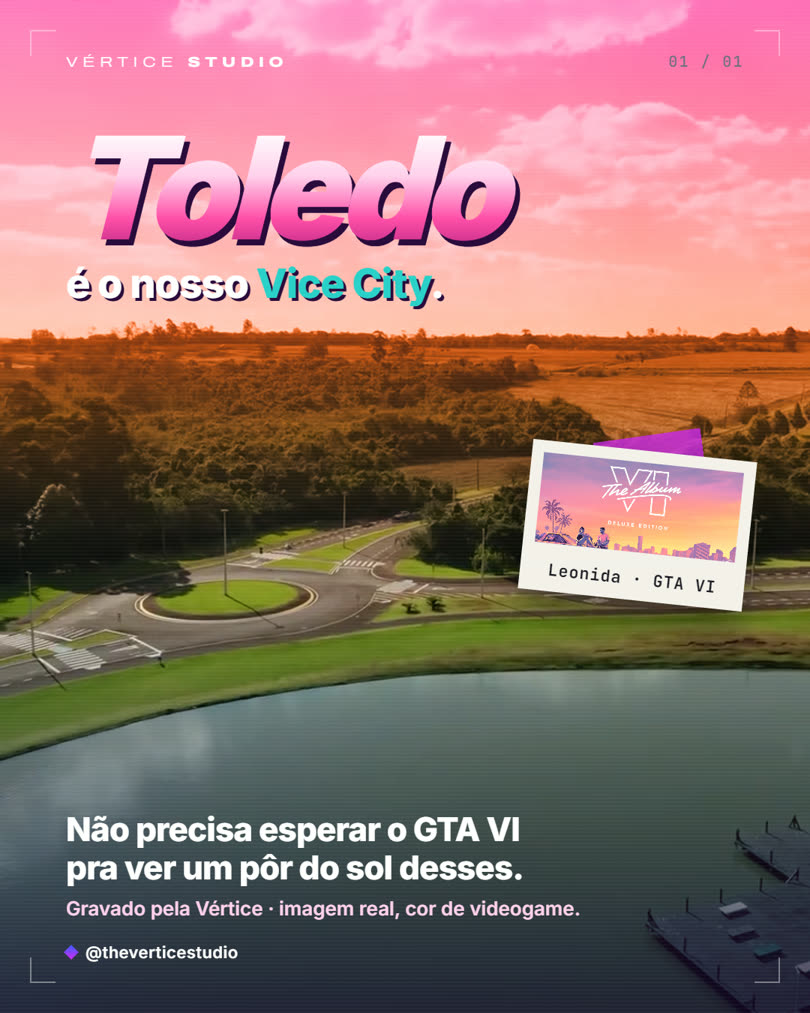 VÉRTICE STUDIO
01 / 01
Toledo
é o nosso Vice City.
VI
The Album
DELUXE EDITION
Leonida · GTA VI
Não precisa esperar o GTA VI
pra ver um pôr do sol desses.
Gravado pela Vértice · imagem real, cor de videogame.
@theverticestudio